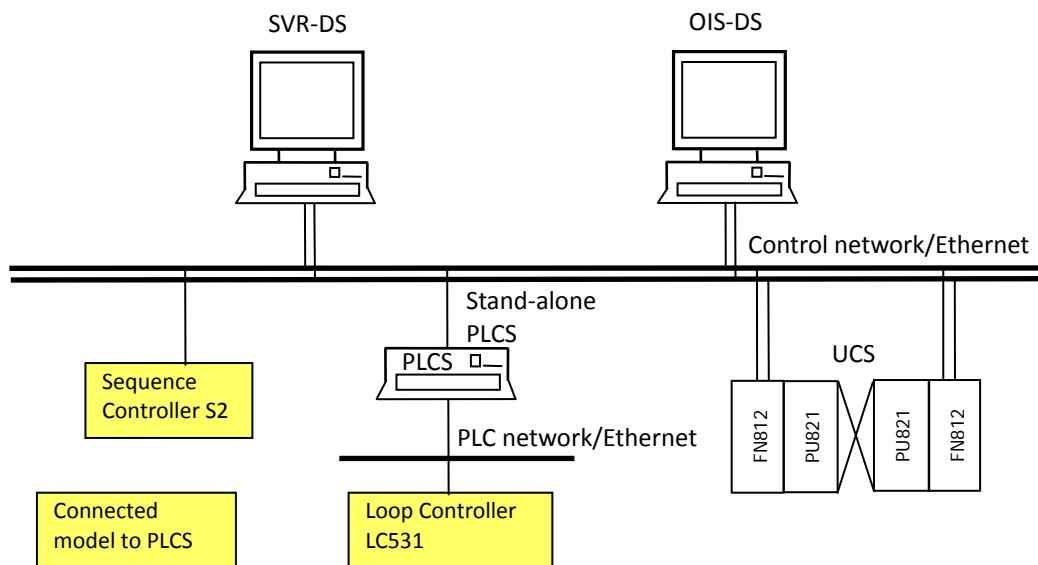 SVR-DS
OIS-DS
Control network/Ethernet
Stand-alone
PLCS
PLCS
UCS
Sequence
Controller S2
FN812
PU821
PU821
FN812
PLC network/Ethernet
Connected
model to PLCS
Loop Controller
LC531